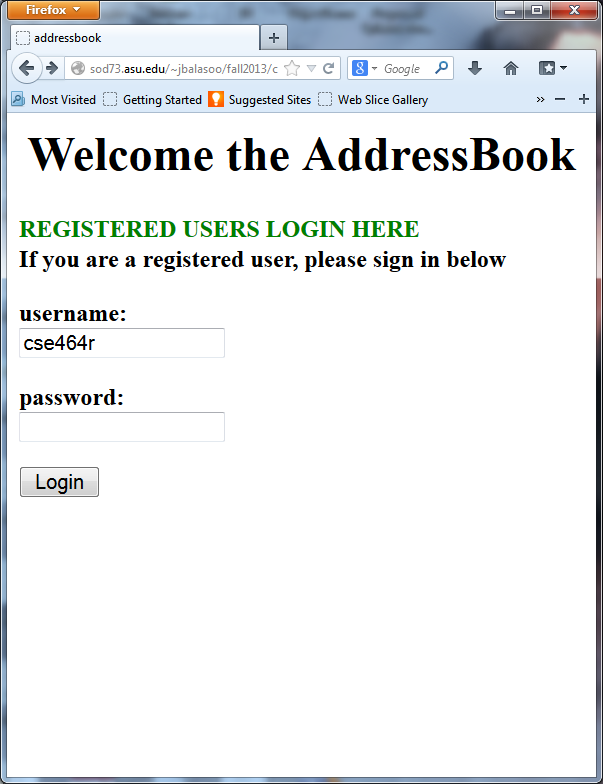 Firefox
addressbook
sod73.asu.edu/~jbalasoo/fall2013/c
Google
Most Visited Getting Started Suggested Sites Web Slice Gallery
Welcome the AddressBook
REGISTERED USERS LOGIN HERE
If you are a registered user, please sign in below
username:
cse464r
password:
Login